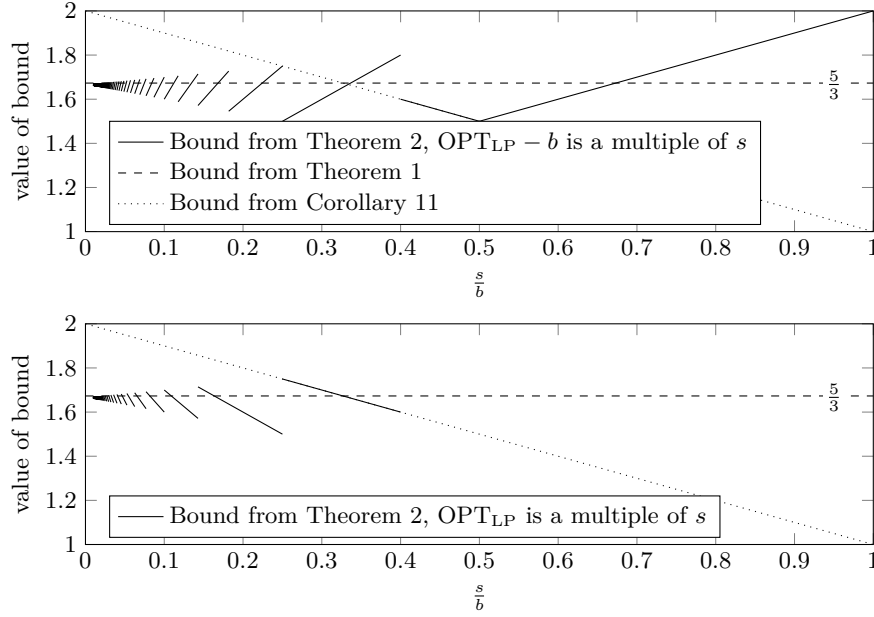 2
1.8
1.6
1.4
1.2
1
value of bound
5/3
Bound from Theorem 2, OPT_LP − b is a multiple of s
Bound from Theorem 1
Bound from Corollary 11
0 0.1 0.2 0.3 0.4 0.5 0.6 0.7 0.8 0.9 1
s/b
2
1.8
1.6
1.4
1.2
1
value of bound
5/3
Bound from Theorem 2, OPT_LP is a multiple of s
0 0.1 0.2 0.3 0.4 0.5 0.6 0.7 0.8 0.9 1
s/b